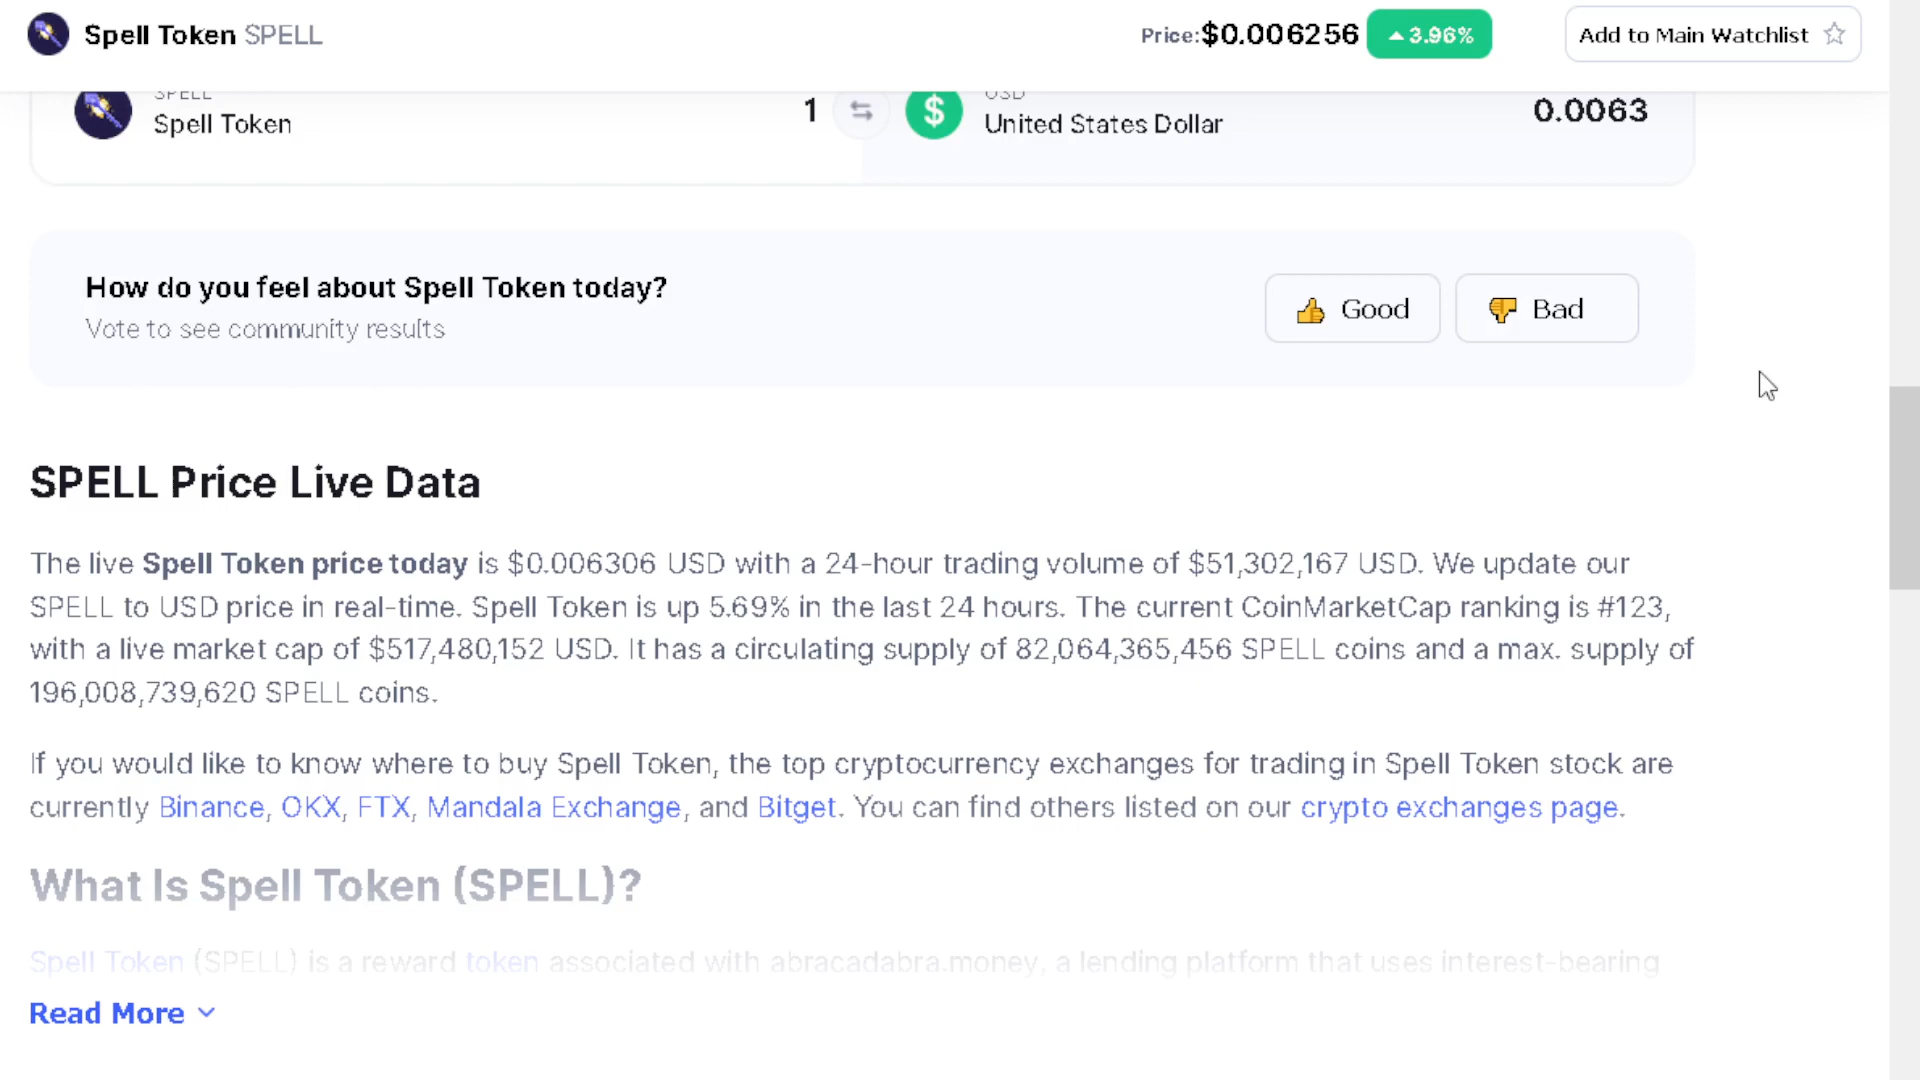 Spell Token SPELL
Price: $0.006256 3.96% Add to Main Watchlist
SPELL
Spell Token
1
USD
United States Dollar
0.0063
How do you feel about Spell Token today?
Vote to see community results
Good
Bad
SPELL Price Live Data
The live Spell Token price today is $0.006306 USD with a 24-hour trading volume of $51,302,167 USD. We update our
SPELL to USD price in real-time. Spell Token is up 5.69% in the last 24 hours. The current CoinMarketCap ranking is #123,
with a live market cap of $517,480,152 USD. It has a circulating supply of 82,064,365,456 SPELL coins and a max. supply of
196,008,739,620 SPELL coins.
If you would like to know where to buy Spell Token, the top cryptocurrency exchanges for trading in Spell Token stock are
currently Binance, OKX, FTX, Mandala Exchange, and Bitget. You can find others listed on our crypto exchanges page.
What Is Spell Token (SPELL)?
Spell Token (SPELL) is a reward token associated with abracadabra.money, a lending platform that uses interest-bearing
Read More